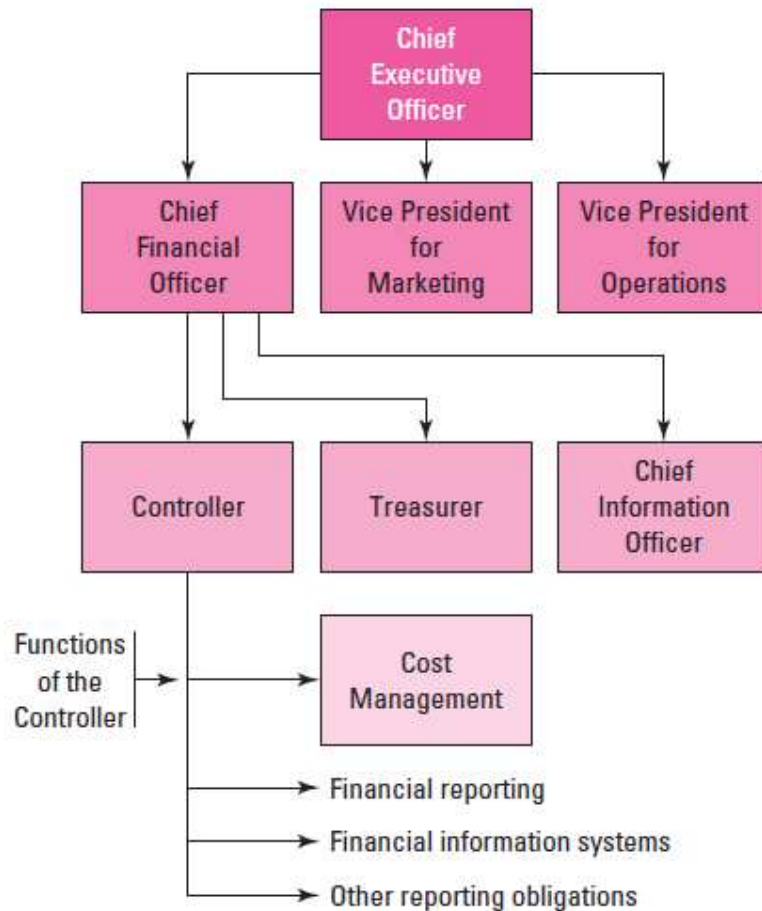 Chief
Executive
Officer
Chief
Financial
Officer
Vice President
for
Marketing
Vice President
for
Operations
Controller
Treasurer
Chief
Information
Officer
Functions
of the
Controller
Cost
Management
Financial reporting
Financial information systems
Other reporting obligations